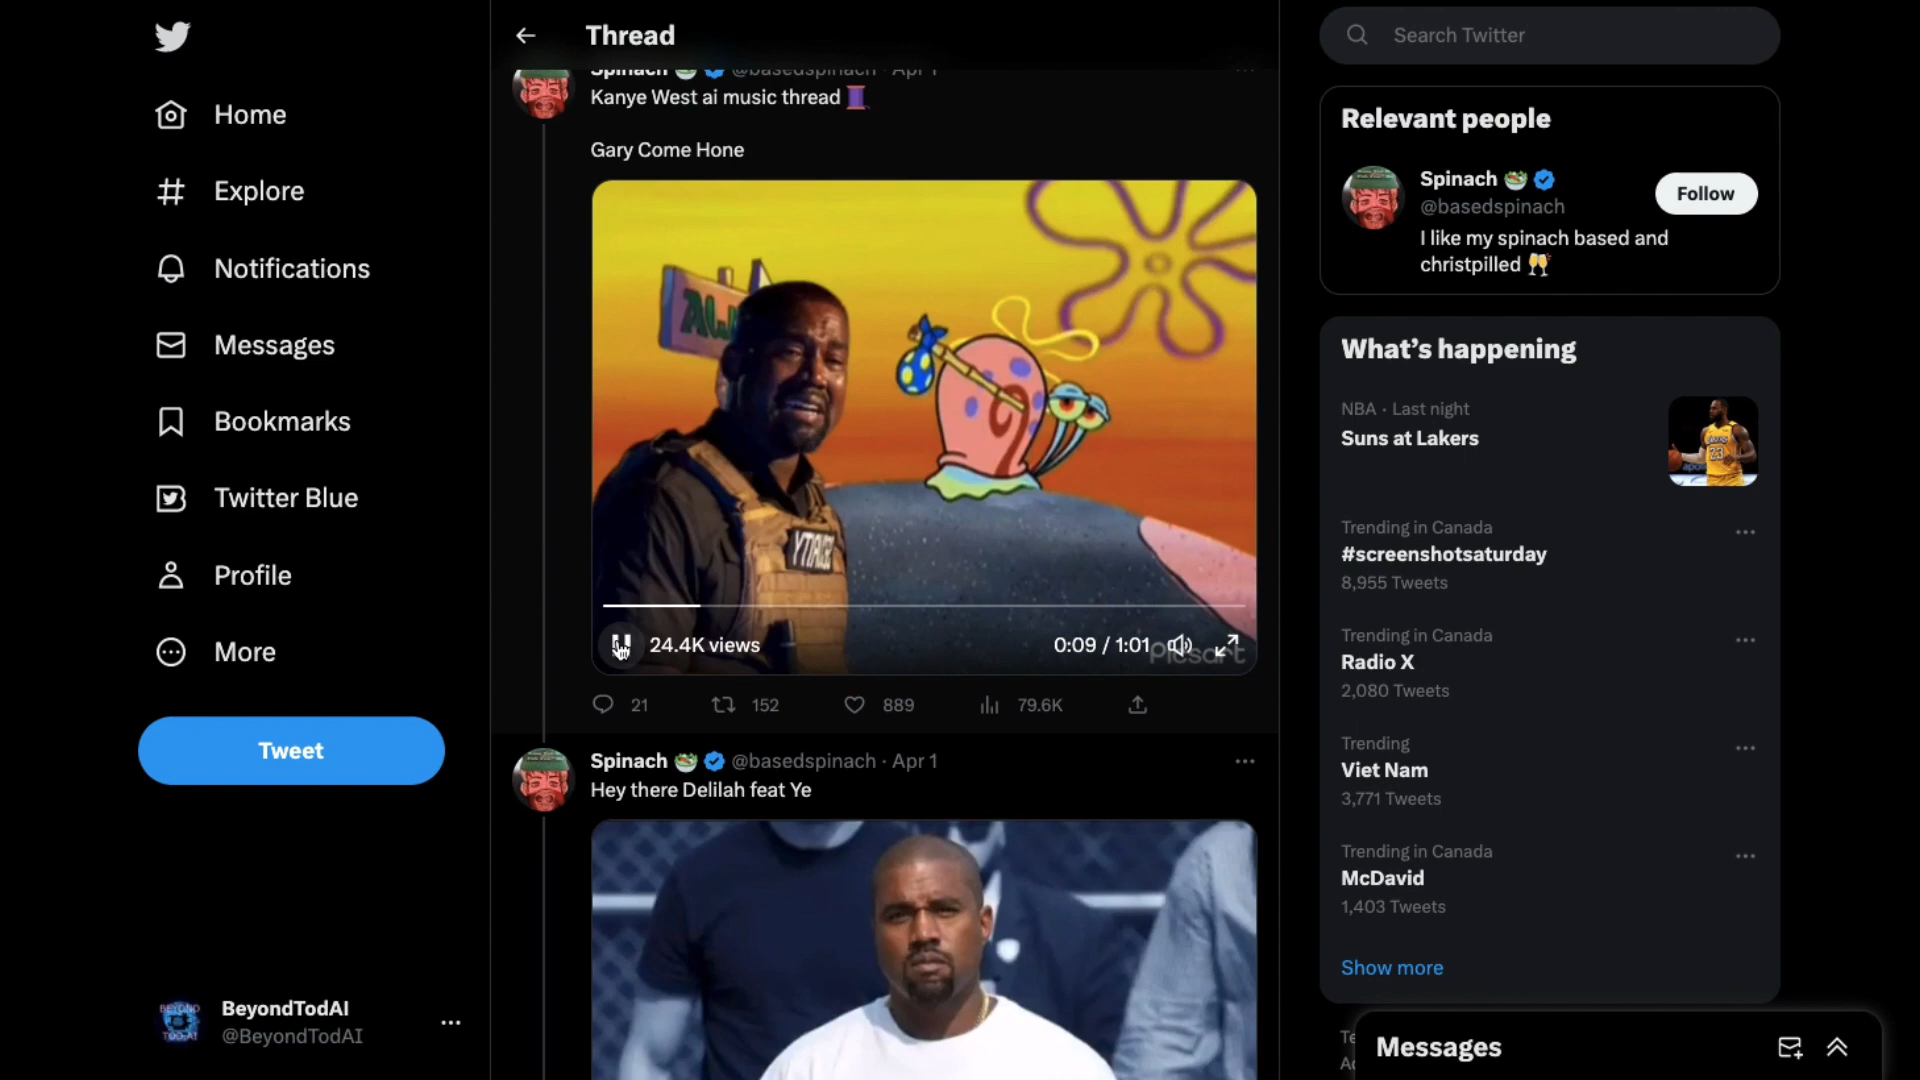 Thread
Search Twitter
Home
Explore
Notifications
Messages
Bookmarks
Twitter Blue
Profile
More
Tweet
BeyondTodAI
@BeyondTodAI
Spinach @basedspinach · Apr 1
Kanye West ai music thread
Gary Come Hone
24.4K views
0:09 / 1:01
Picsart
21
152
889
79.6K
Spinach @basedspinach · Apr 1
Hey there Delilah feat Ye
Relevant people
Spinach
@basedspinach
Follow
I like my spinach based and
christpilled
What's happening
NBA · Last night
Suns at Lakers
Trending in Canada
#screenshotsaturday
8,955 Tweets
Trending in Canada
Radio X
2,080 Tweets
Trending
Viet Nam
3,771 Tweets
Trending in Canada
McDavid
1,403 Tweets
Show more
Messages